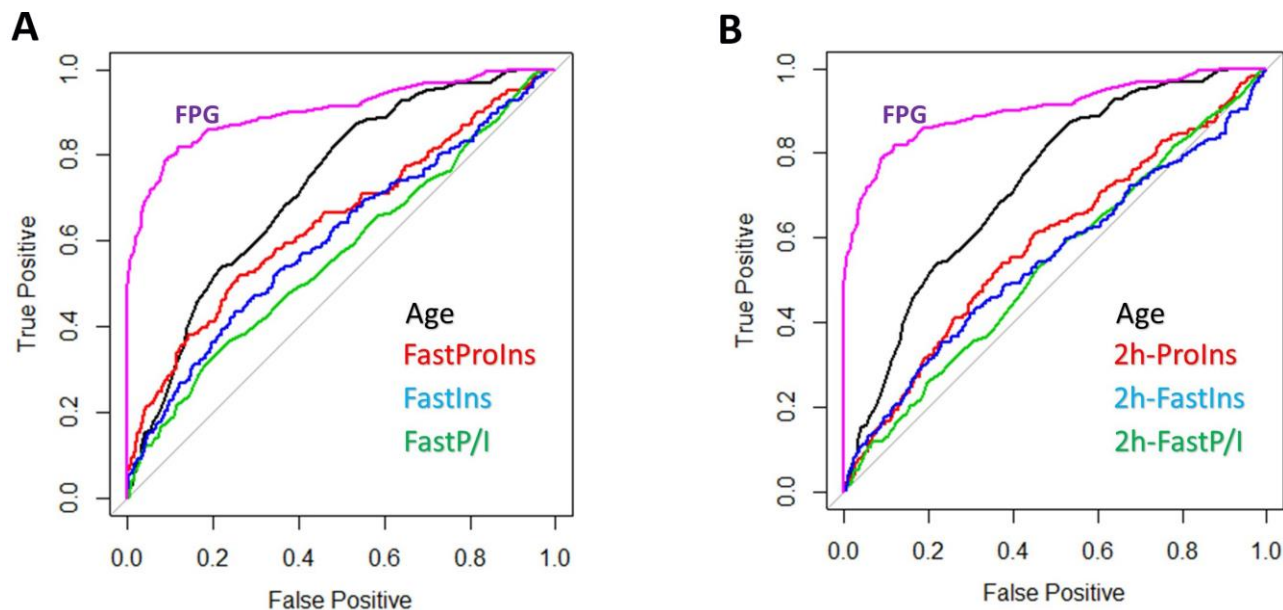 A
FPG
Age
FastProIns
FastIns
FastP/I
True Positive
0.0 0.2 0.4 0.6 0.8 1.0
0.0 0.2 0.4 0.6 0.8 1.0
False Positive
B
FPG
Age
2h-ProIns
2h-FastIns
2h-FastP/I
True Positive
0.0 0.2 0.4 0.6 0.8 1.0
0.0 0.2 0.4 0.6 0.8 1.0
False Positive